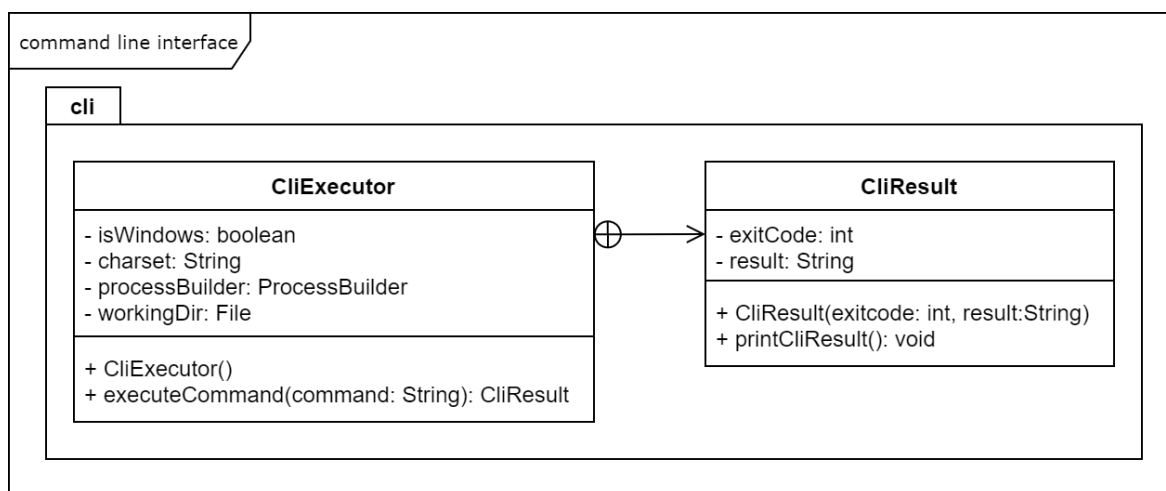 command line interface
cli
CliExecutor
- isWindows: boolean
- charset: String
- processBuilder: ProcessBuilder
- workingDir: File
+ CliExecutor()
+ executeCommand(command: String): CliResult
CliResult
- exitCode: int
- result: String
+ CliResult(exitcode: int, result:String)
+ printCliResult(): void